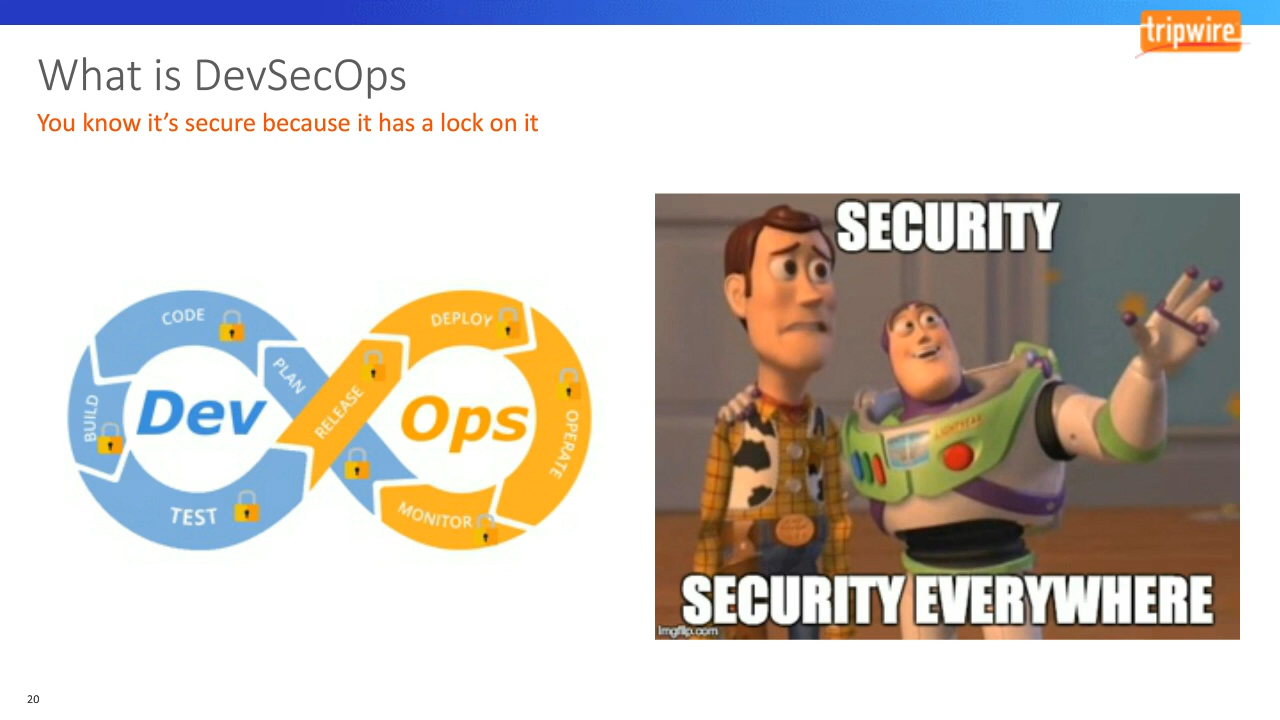 tripwire
What is DevSecOps
You know it's secure because it has a lock on it
CODE
PLAN
BUILD
Dev
TEST
RELEASE
DEPLOY
Ops
OPERATE
MONITOR
SECURITY
LIGHTYEAR
SECURITY EVERYWHERE
imgflip.com
20